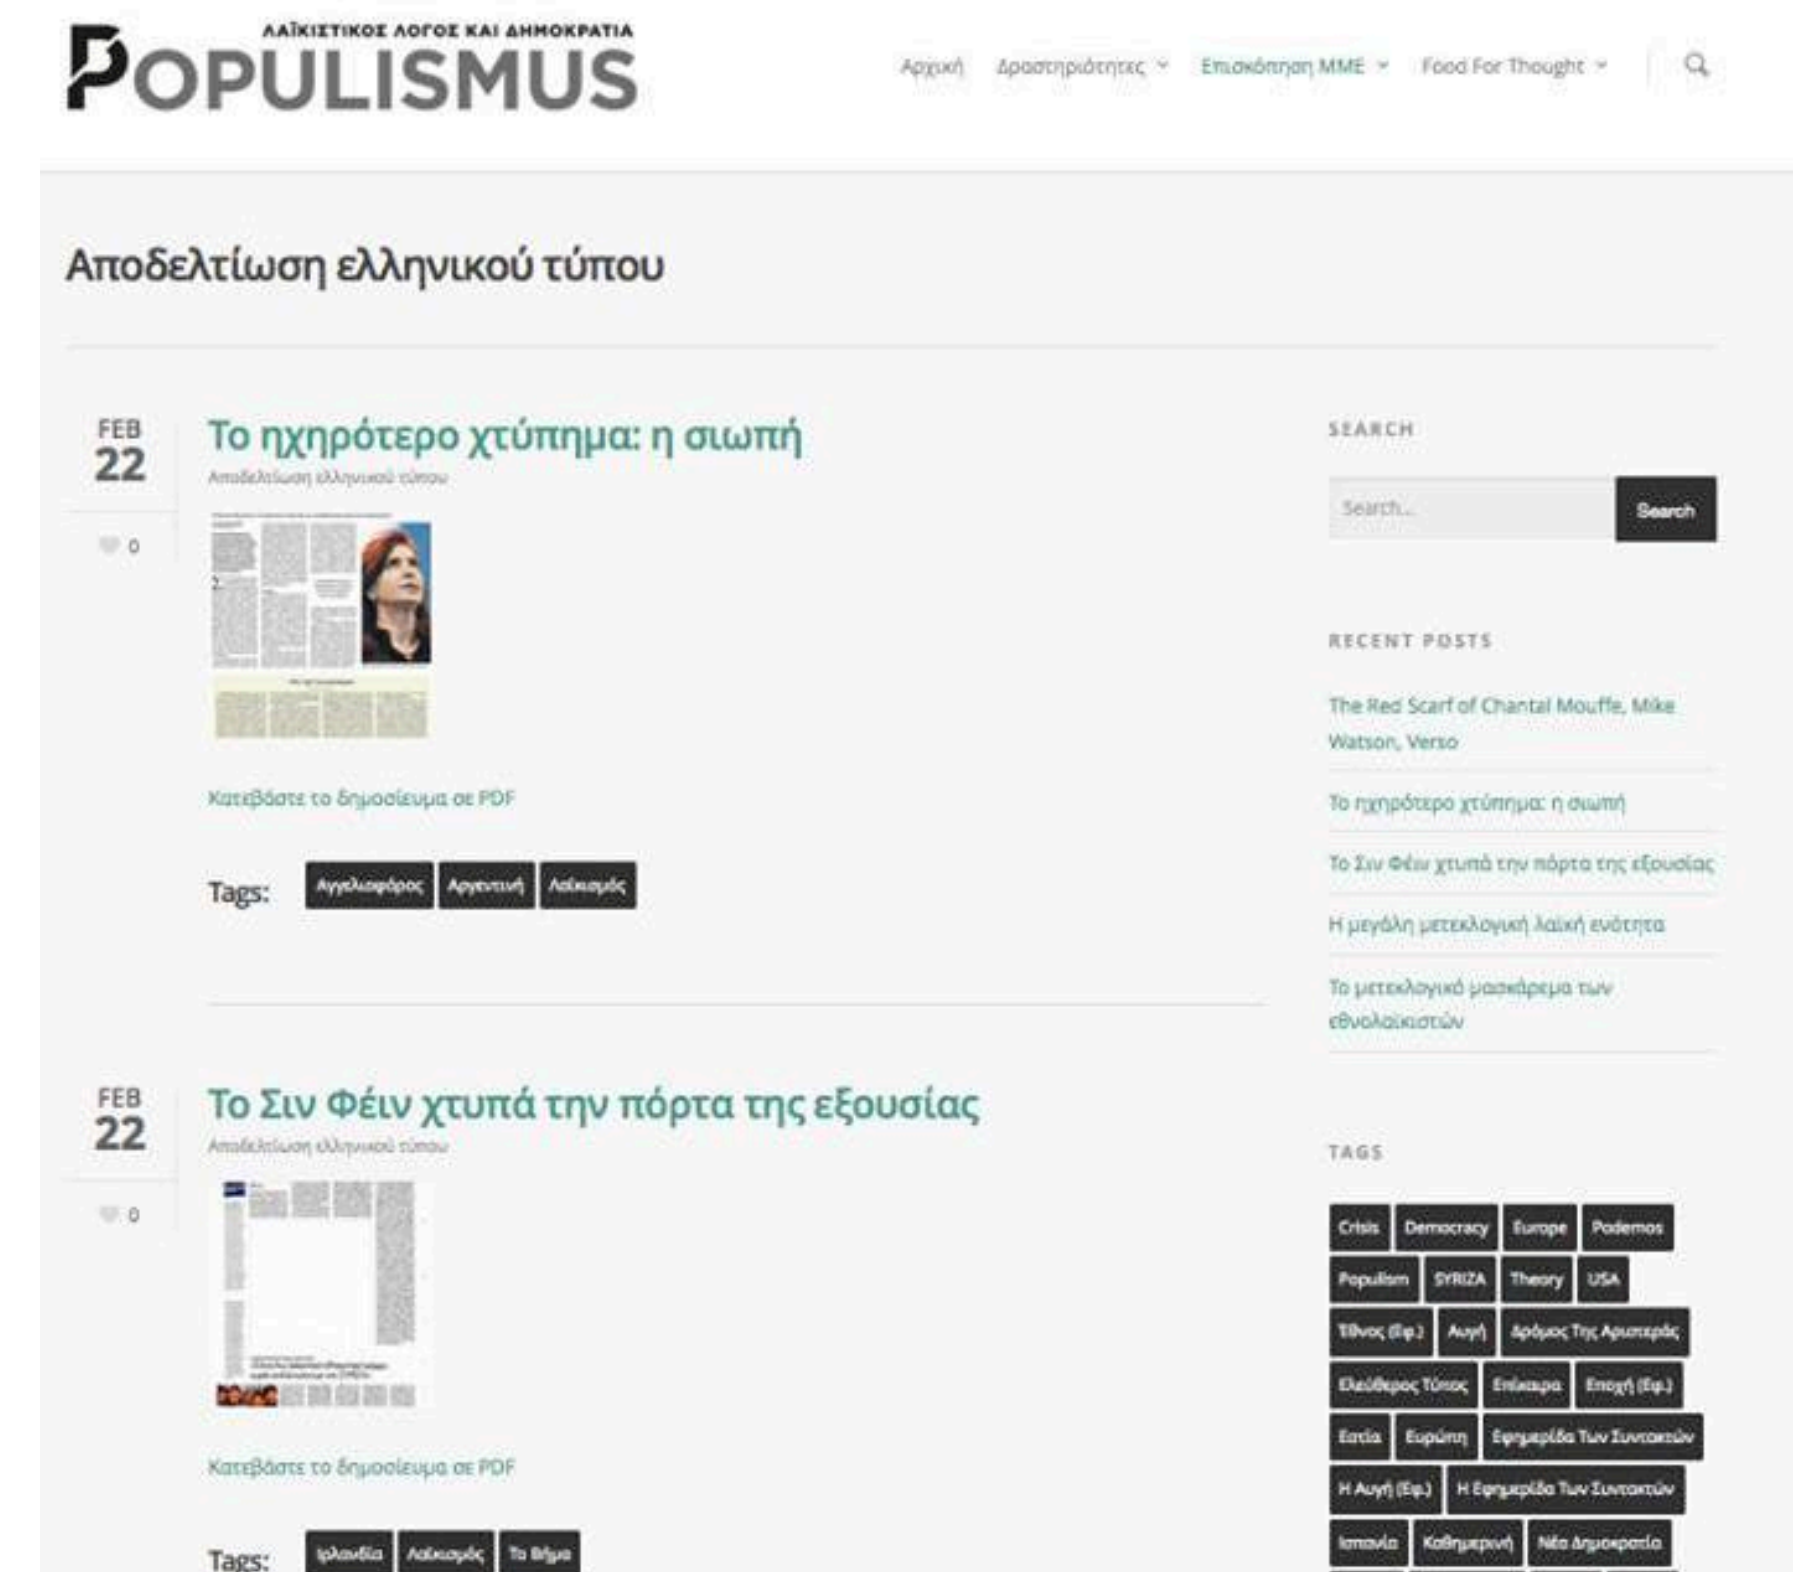 ΛΑΪΚΙΣΤΙΚΟΣ ΛΟΓΟΣ ΚΑΙ ΔΗΜΟΚΡΑΤΙΑ
POPULISMUS
Αρχική Δραστηριότητες Επισκόπηση ΜΜΕ Food For Thought
Αποδελτίωση ελληνικού τύπου
FEB
22
0
Το ηχηρότερο χτύπημα: η σιωπή
Αποδελτίωση ελληνικού τύπου
Κατεβάστε το δημοσίευμα σε PDF
Tags: Αγγελιοφόρος Αργεντινή Λαϊκισμός
FEB
22
0
Το Σιν Φέιν χτυπά την πόρτα της εξουσίας
Αποδελτίωση ελληνικού τύπου
Κατεβάστε το δημοσίευμα σε PDF
Tags: Ιρλανδία Λαϊκισμός Το Βήμα
SEARCH
Search... Search
RECENT POSTS
The Red Scarf of Chantal Mouffe, Mike
Watson, Verso
Το ηχηρότερο χτύπημα: η σιωπή
Το Σιν Φέιν χτυπά την πόρτα της εξουσίας
Η μεγάλη μετεκλογική λαϊκή ενότητα
Το μετεκλογικό μασκάρεμα των
εθνολαϊκιστών
TAGS
Crisis Democracy Europe Podemos
Populism SYRIZA Theory USA
Έθνος (Εφ.) Αυγή Δρόμος Της Αριστεράς
Ελεύθερος Τύπος Επίκαιρα Εποχή (Εφ.)
Εστία Ευρώπη Εφημερίδα Των Συντακτών
Η Αυγή (Εφ.) Η Εφημερίδα Των Συντακτών
Ισπανία Καθημερινή Νέα Δημοκρατία